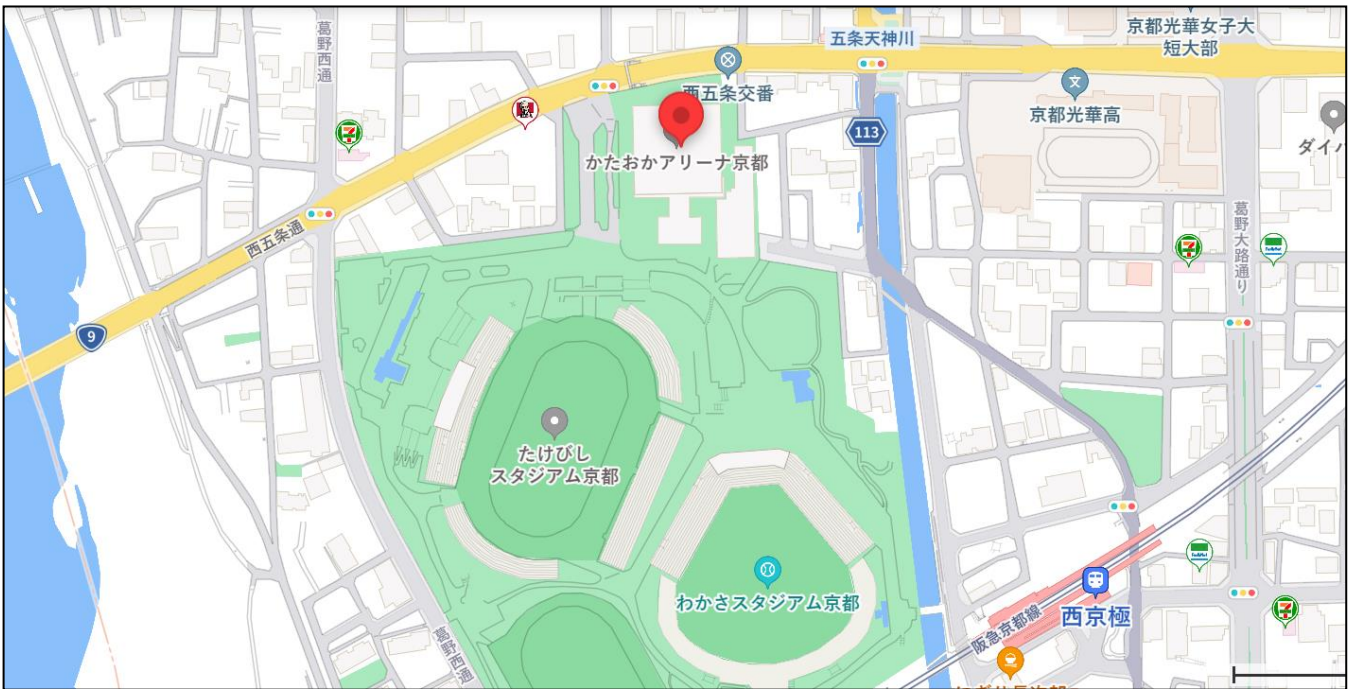 京都光華女子大
短大部
五条天神川
葛野西通
西五条交番
京都光華高
113
ダイハ
かたおかアリーナ京都
葛野大路通り
西五条通
9
たけびし
スタジアム京都
わかさスタジアム京都
西京極
阪急京都線
葛野西通